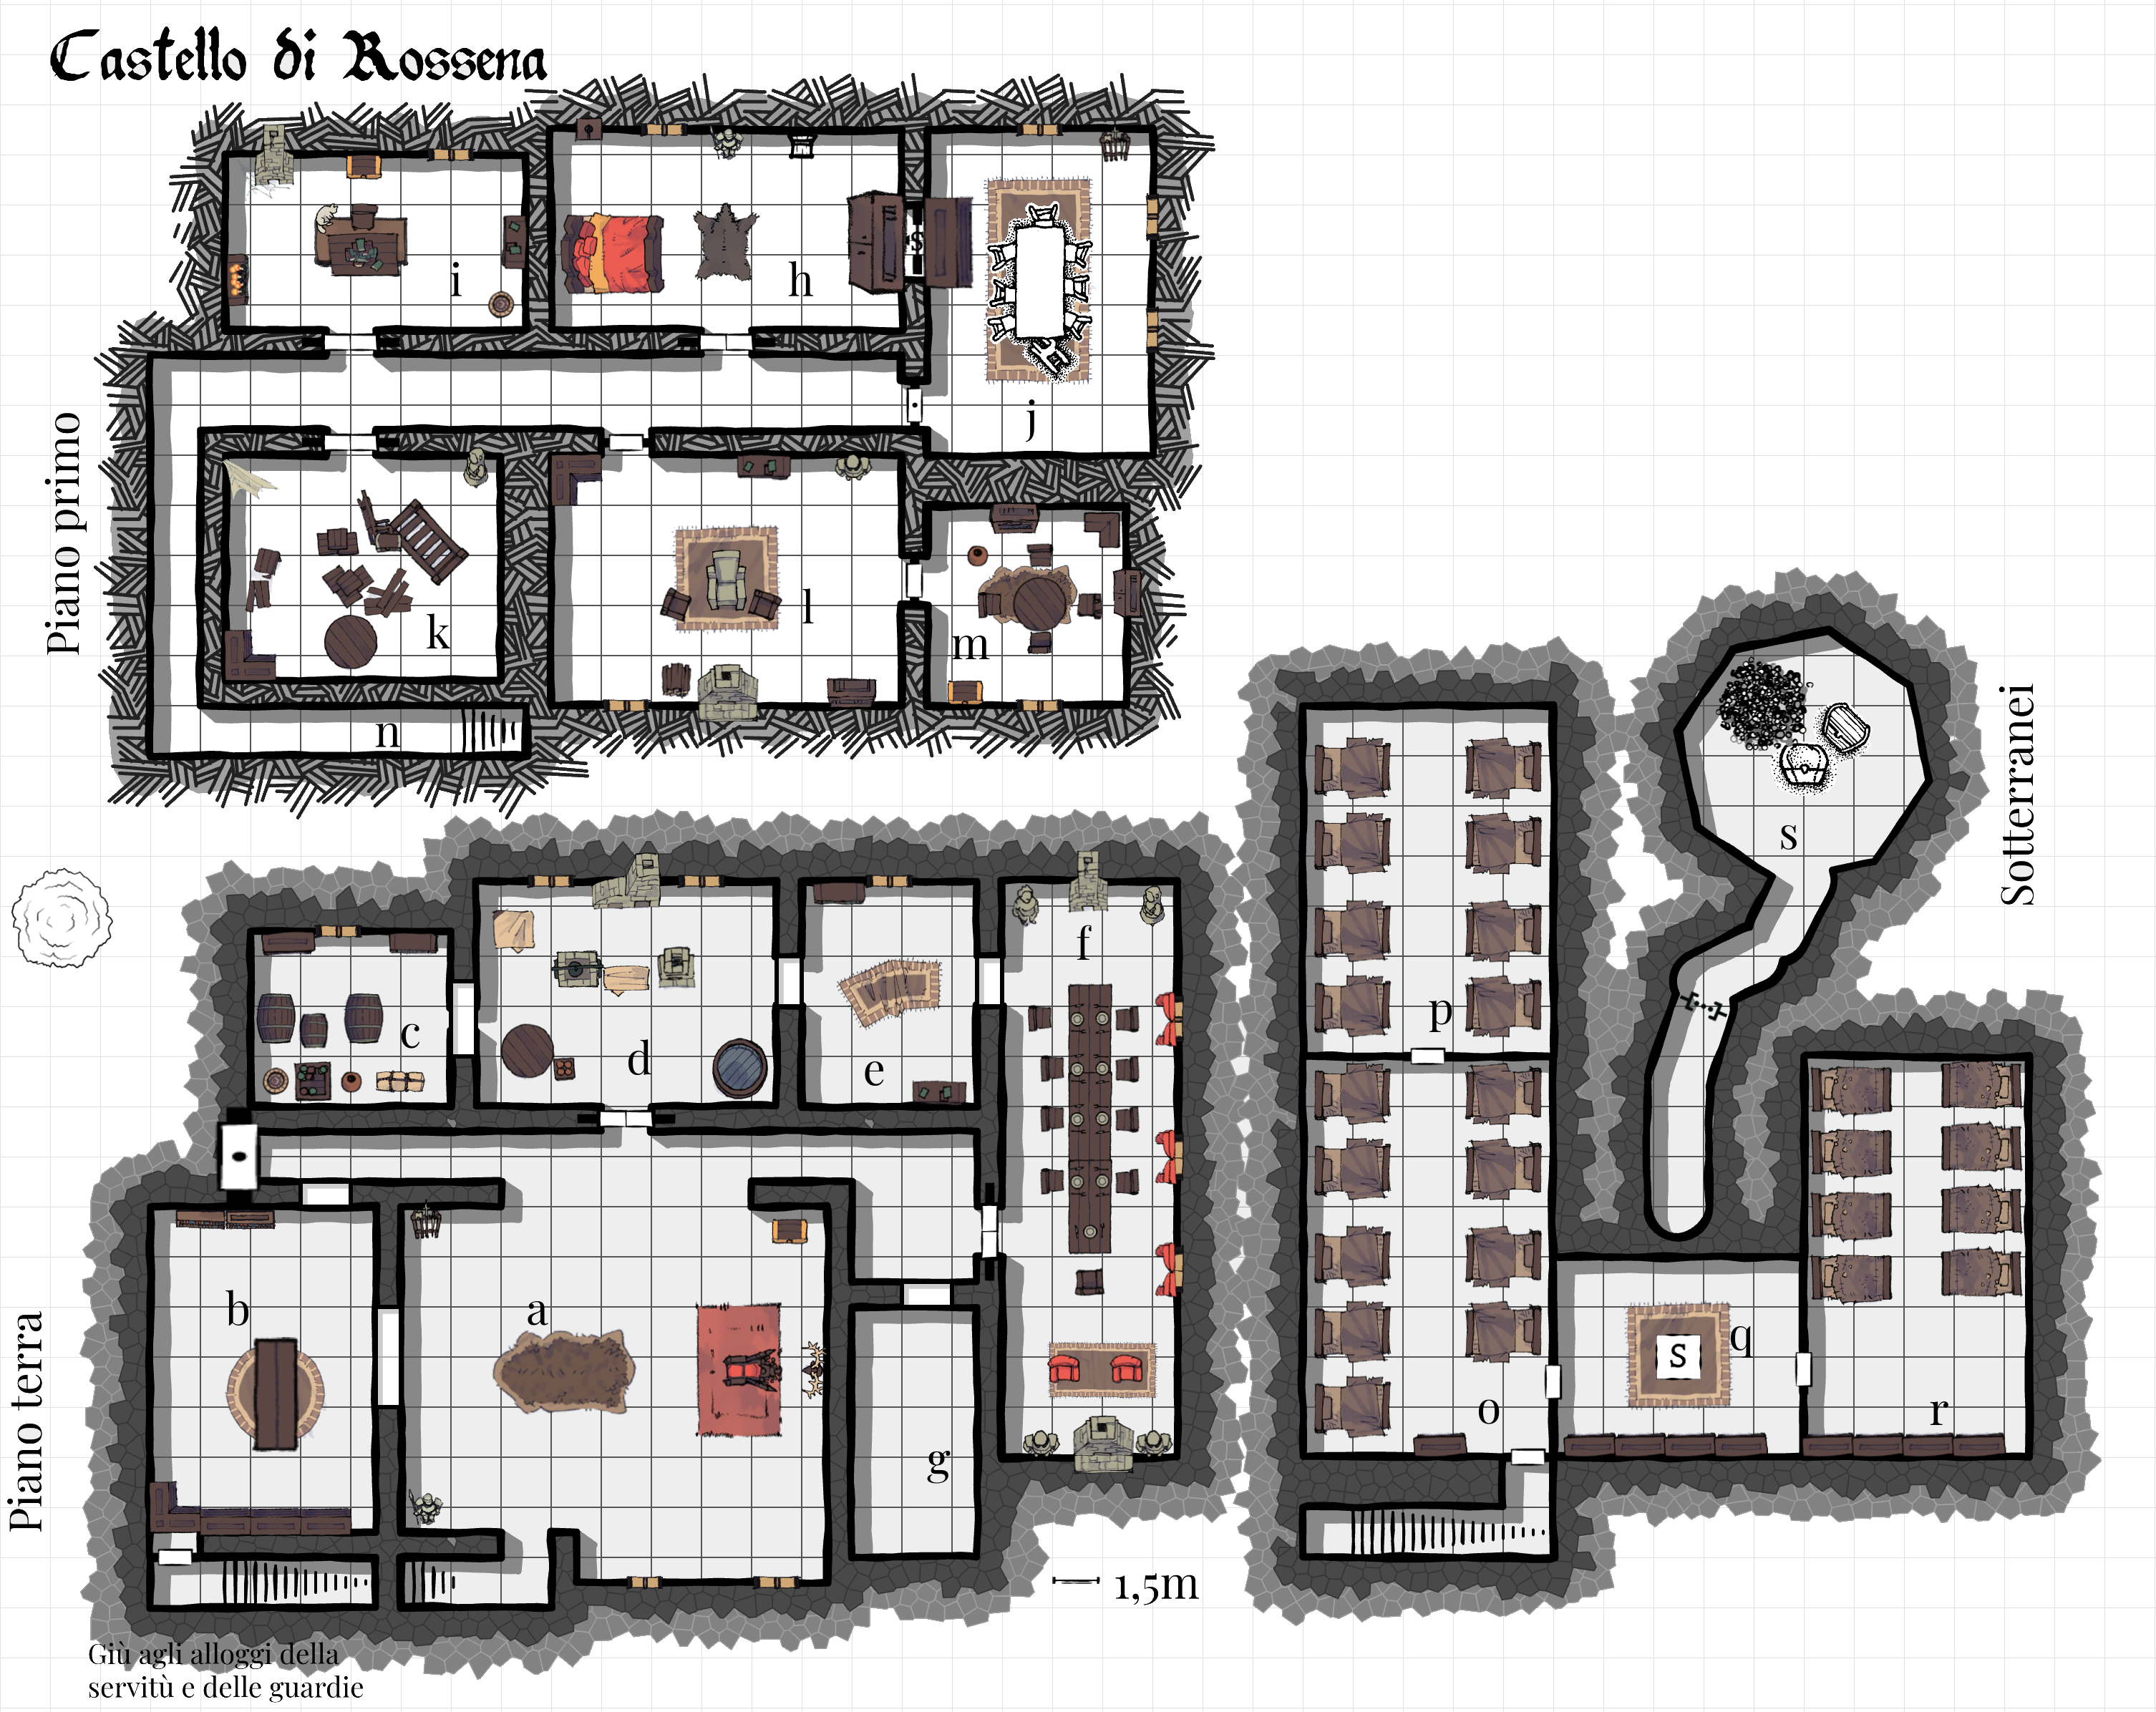 Castello di Rossena
Piano primo
i
h
S
j
k
l
m
n
Piano terra
c
d
e
f
b
a
g
1,5m
Giù agli alloggi della
servitù e delle guardie
Sotterranei
s
p
o
S
q
r